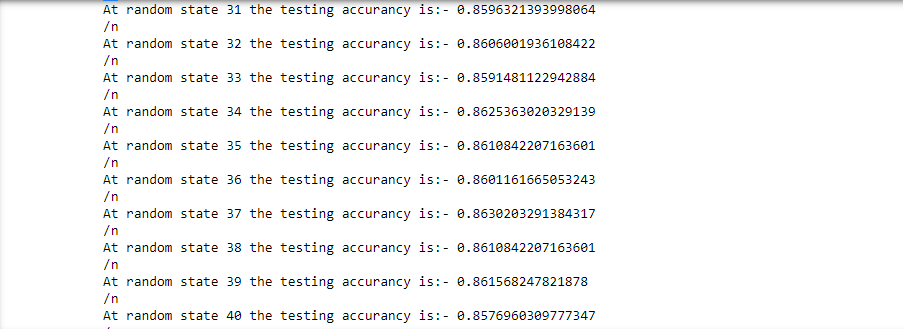 At random state 31 the testing accurancy is:- 0.8596321393998064
/n
At random state 32 the testing accurancy is:- 0.8606001936108422
/n
At random state 33 the testing accurancy is:- 0.8591481122942884
/n
At random state 34 the testing accurancy is:- 0.8625363020329139
/n
At random state 35 the testing accurancy is:- 0.8610842207163601
/n
At random state 36 the testing accurancy is:- 0.8601161665053243
/n
At random state 37 the testing accurancy is:- 0.8630203291384317
/n
At random state 38 the testing accurancy is:- 0.8610842207163601
/n
At random state 39 the testing accurancy is:- 0.861568247821878
/n
At random state 40 the testing accurancy is:- 0.8576960309777347